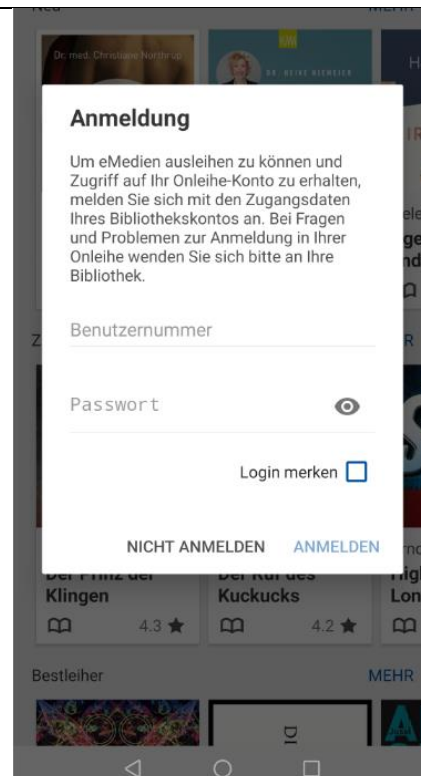 Neu MEHR
Dr. med. Christiane Northrup
KiWi
DR. HEIKE NIEMEIER
Anmeldung
Um eMedien ausleihen zu können und
Zugriff auf Ihr Onleihe-Konto zu erhalten,
melden Sie sich mit den Zugangsdaten
Ihres Bibliothekskontos an. Bei Fragen
und Problemen zur Anmeldung in Ihrer
Onleihe wenden Sie sich bitte an Ihre
Bibliothek.
Benutzernummer
Passwort
Login merken
NICHT ANMELDEN ANMELDEN
Der Prinz der
Klingen
Der Ruf des
Kuckucks
4.3 4.2
Bestleiher MEHR